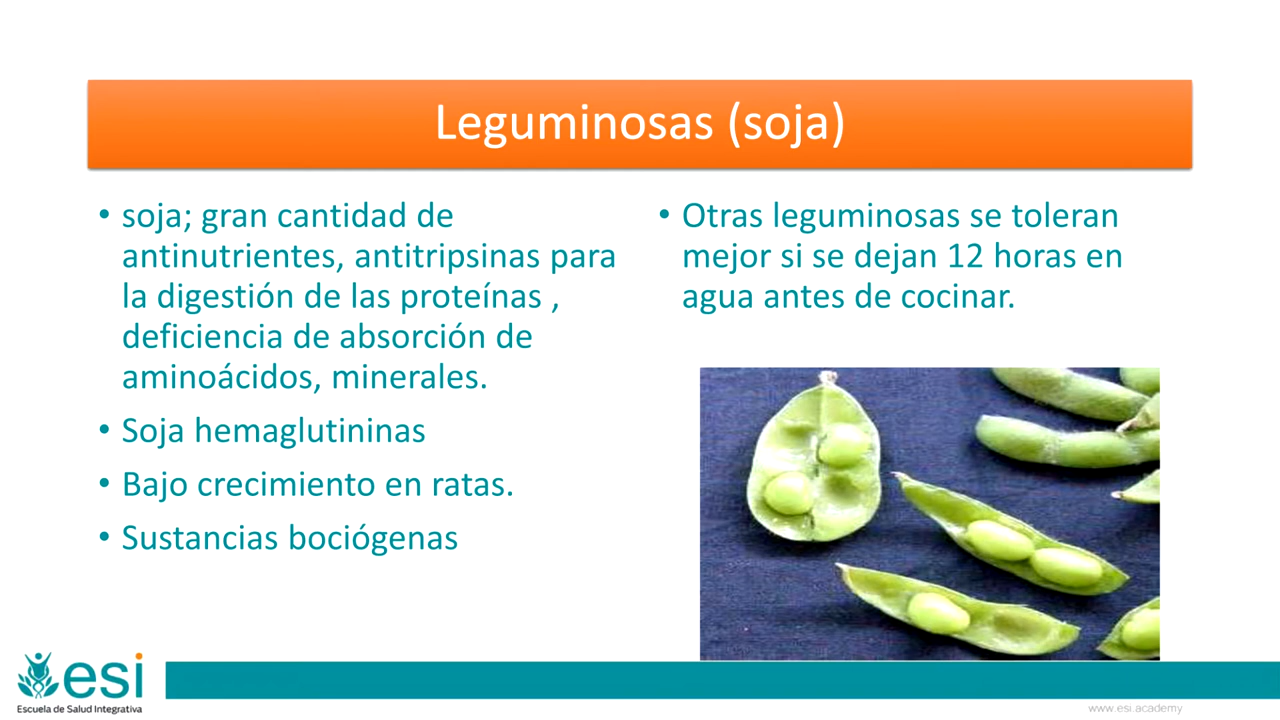 Leguminosas (soja)
• soja; gran cantidad de
antinutrientes, antitripsinas para
la digestión de las proteínas ,
deficiencia de absorción de
aminoácidos, minerales.
• Soja hemaglutininas
• Bajo crecimiento en ratas.
• Sustancias bociógenas
• Otras leguminosas se toleran
mejor si se dejan 12 horas en
agua antes de cocinar.
esi
Escuela de Salud Integrativa
www.esi.academy